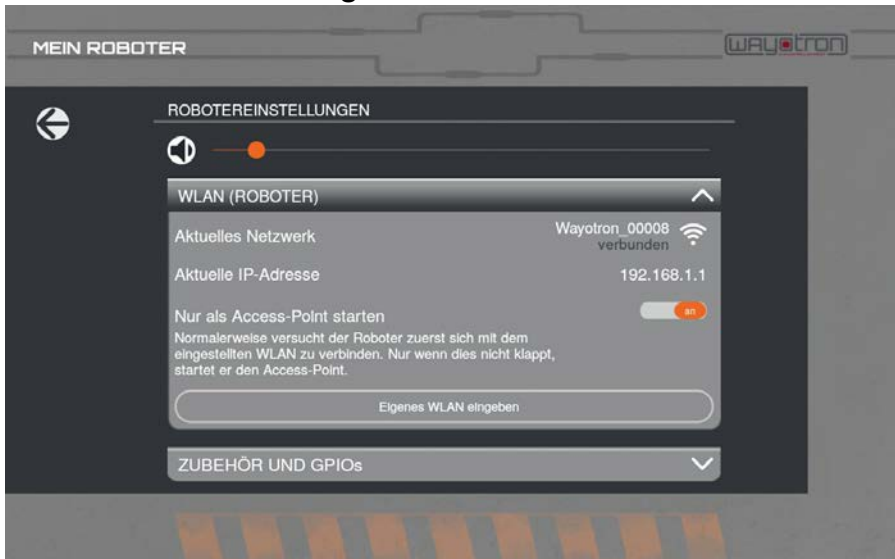 MEIN ROBOTER
wayotron
ROBOTEREINSTELLUNGEN
WLAN (ROBOTER)
Aktuelles Netzwerk
Wayotron_00008
verbunden
Aktuelle IP-Adresse
192.168.1.1
Nur als Access-Point starten
an
Normalerweise versucht der Roboter zuerst sich mit dem
eingestellten WLAN zu verbinden. Nur wenn dies nicht klappt,
startet er den Access-Point.
Eigenes WLAN eingeben
ZUBEHÖR UND GPIOs